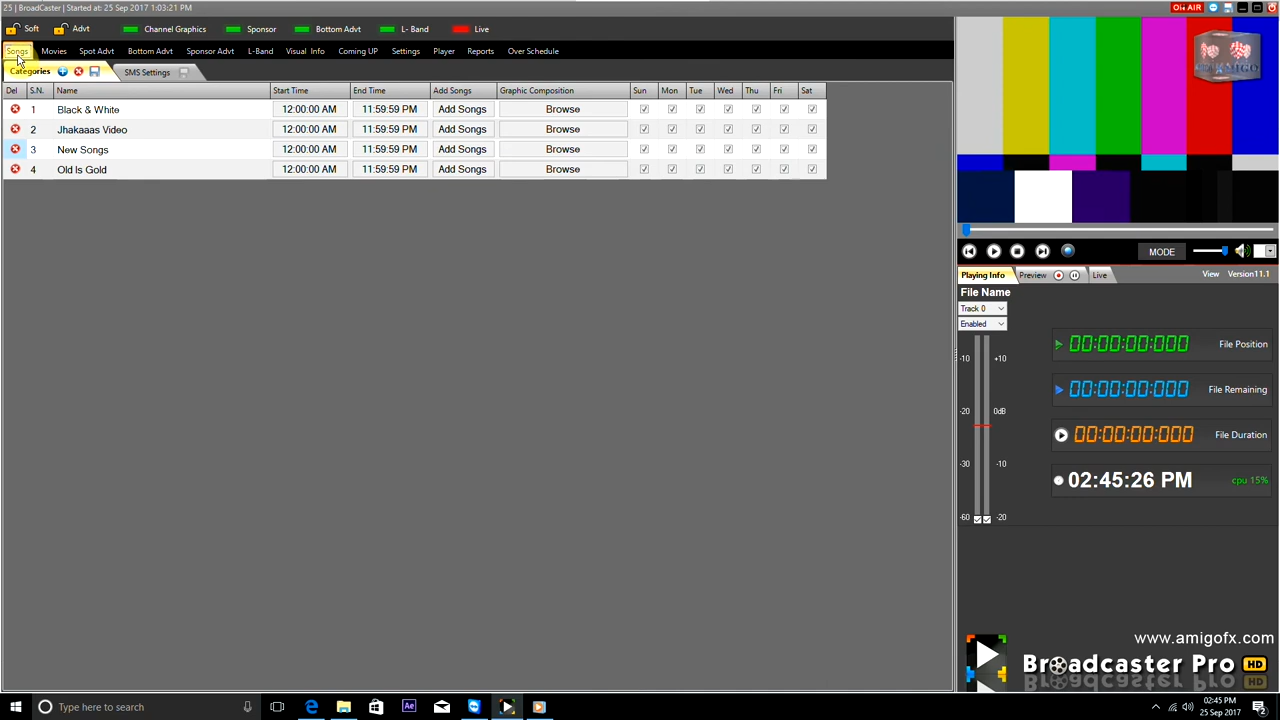 25 | BroadCaster - 25 Sep 2017 1:03:21 PM
ON AIR
Soft Advt Channel Graphics Sponsor Bottom Advt L- Band Live
Songs Movies Spot Advt Bottom Advt Sponsor Advt L-Band Visual Info Coming UP Settings Player Reports Over Schedule
Categories SMS Settings
Del S.N. Name Start Time End Time Add Songs Graphic Composition Sun Mon Tue Wed Thu Fri Sat
1 Black & White 12:00:00 AM 11:59:59 PM Add Songs Browse
2 Jhakaaas Video 12:00:00 AM 11:59:59 PM Add Songs Browse
3 New Songs 12:00:00 AM 11:59:59 PM Add Songs Browse
4 Old Is Gold 12:00:00 AM 11:59:59 PM Add Songs Browse
AMIGO
MODE
Playing Info Preview Live View Version11.1
File Name
Track 0
Enabled
-10 +10
-20 0dB
-30 -10
-60 -20
00:00:00:000 File Position
00:00:00:000 File Remaining
00:00:00:000 File Duration
02:45:26 PM cpu 15%
www.amigofx.com
Broadcaster Pro HD
Type here to search
Ae
02:45 PM
25 Sep 2017
2